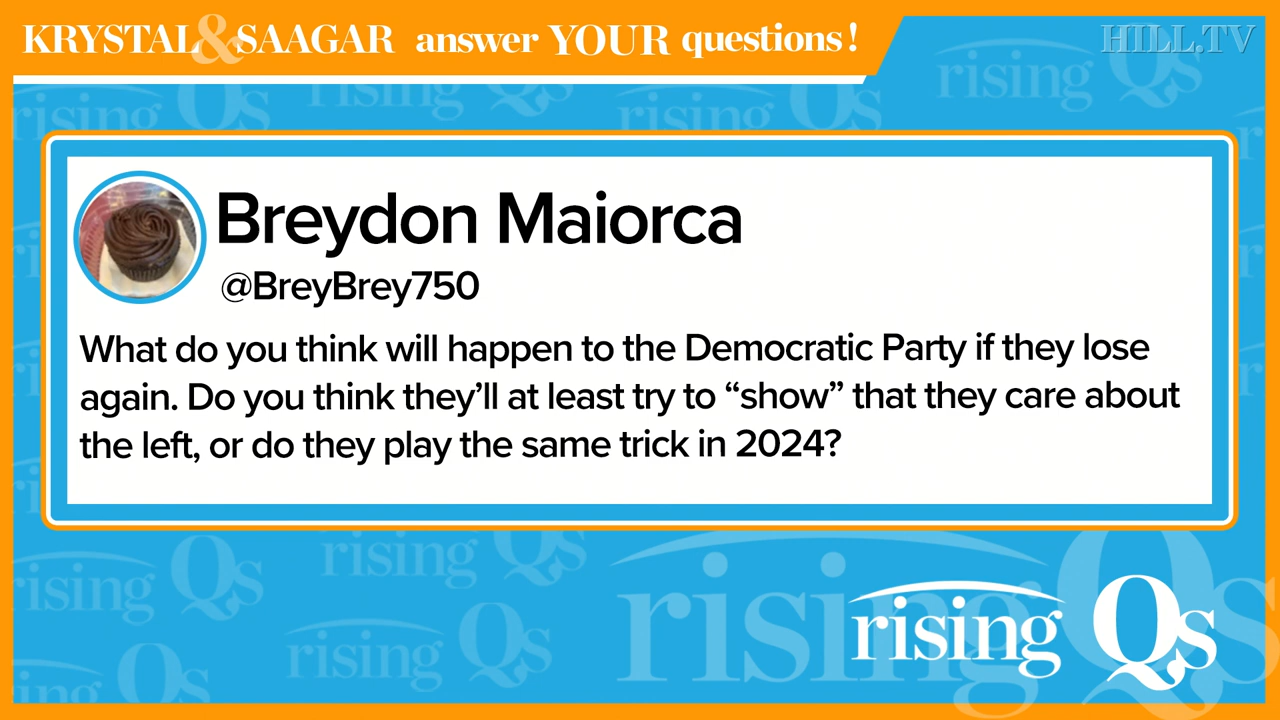 KRYSTAL & SAAGAR answer YOUR questions!
HILL.TV
Breydon Maiorca
@BreyBrey750
What do you think will happen to the Democratic Party if they lose
again. Do you think they’ll at least try to “show” that they care about
the left, or do they play the same trick in 2024?
rising Qs